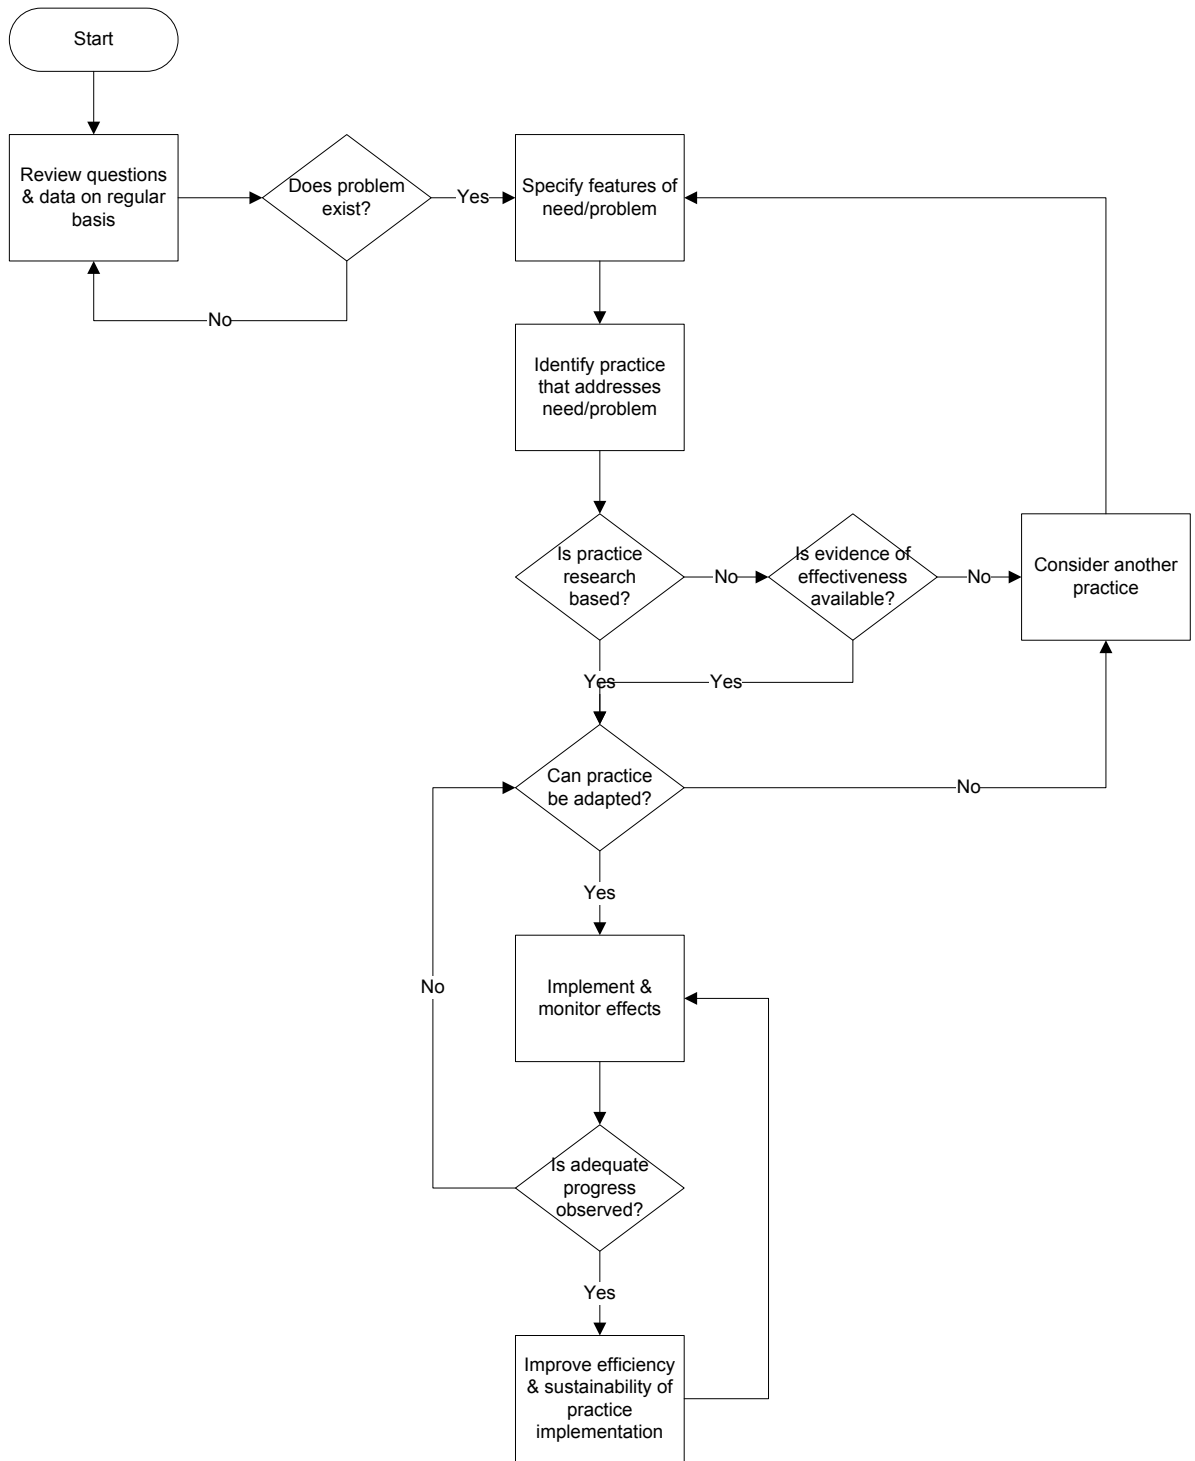 Start
Review questions
& data on regular
basis
Does problem
exist?
Yes
Specify features of
need/problem
No
Identify practice
that addresses
need/problem
Is practice
research
based?
No
Is evidence of
effectiveness
available?
No
Consider another
practice
Yes
Yes
Can practice
be adapted?
No
Yes
No
Implement &
monitor effects
Is adequate
progress
observed?
Yes
Improve efficiency
& sustainability of
practice
implementation